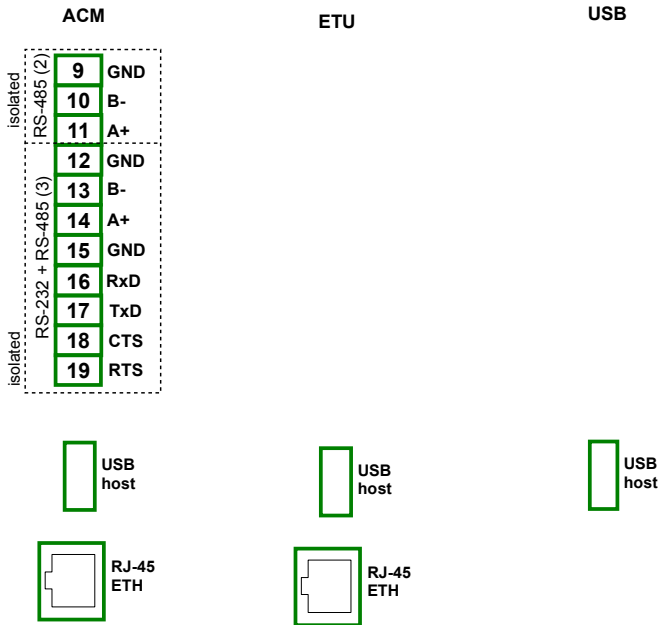 ACM
ETU
USB
isolated
RS-485 (2)
9 GND
10 B-
11 A+
isolated
RS-232 + RS-485 (3)
12 GND
13 B-
14 A+
15 GND
16 RxD
17 TxD
18 CTS
19 RTS
USB
host
USB
host
USB
host
RJ-45
ETH
RJ-45
ETH